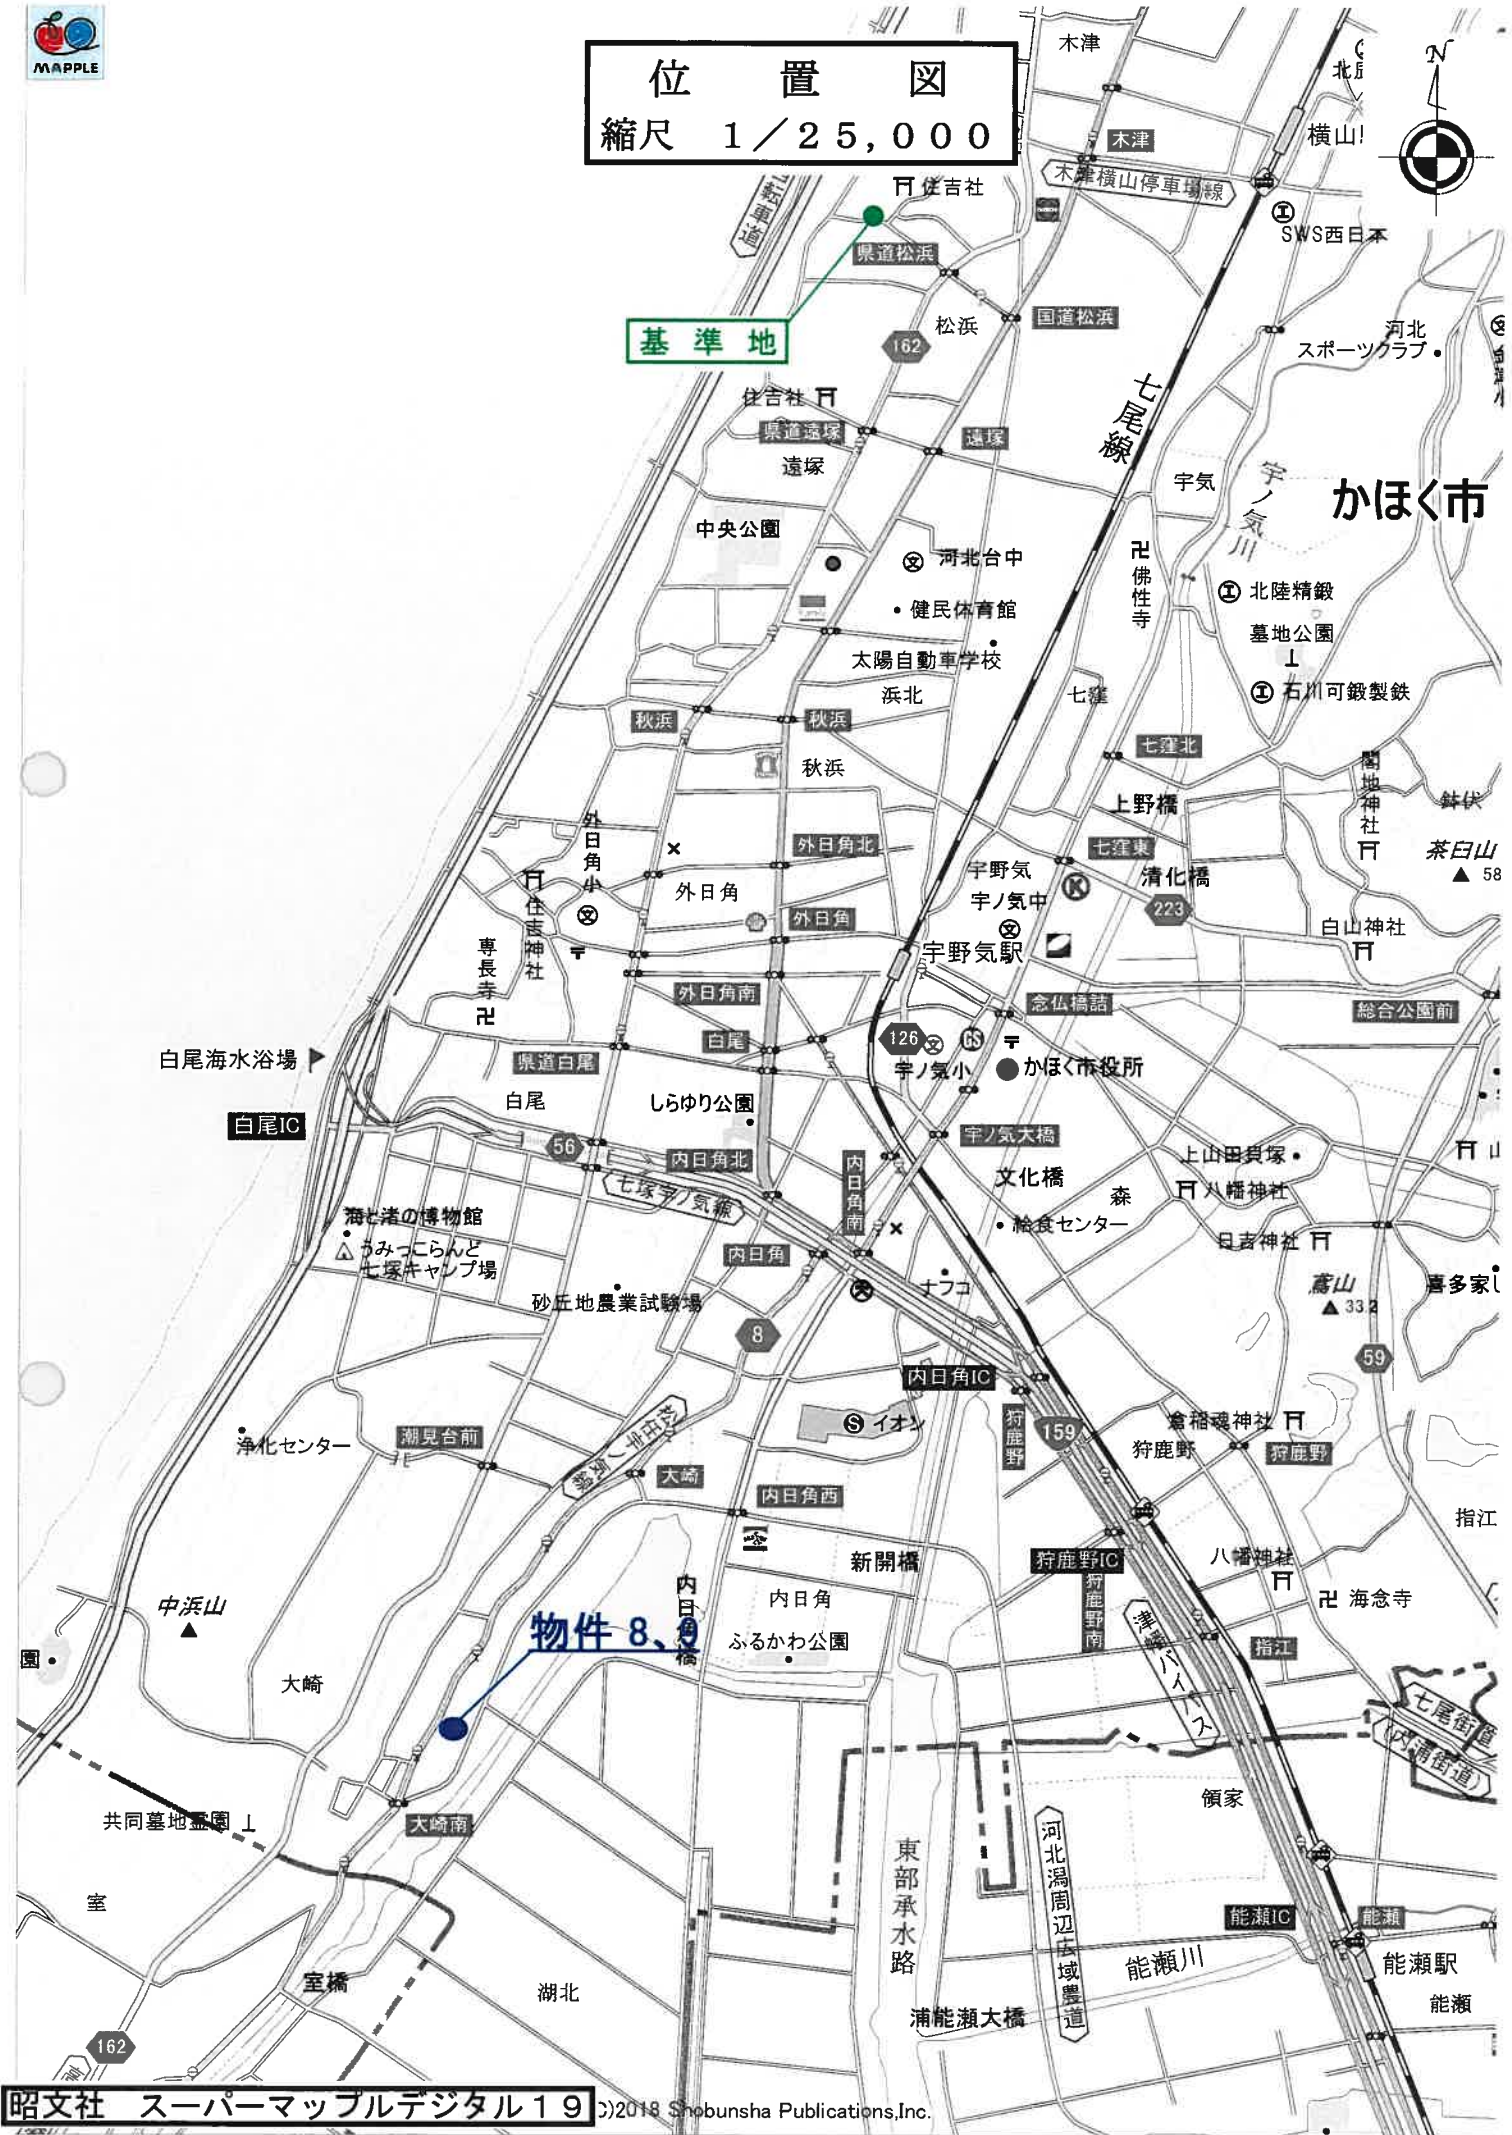 MAPPLE
位置図
縮尺 1/25,000
N
木津
木津
横山
木津横山停車場線
住吉社
SWS西日本
県道松浜
国道松浜
松浜
基準地
162
河北
スポーツクラブ
七尾線
住吉社
県道遠塚
遠塚
遠塚
宇気
宇ノ気川
かほく市
中央公園
河北台中
佛性寺
健民体育館
北陸精鍛
墓地公園
太陽自動車学校
石川可鍛製鉄
浜北
七窪
秋浜
秋浜
七窪北
秋浜
上野橋
鉢伏
外日角小
外日角北
七窪東
茶臼山
58
宇野気
清化橋
外日角
宇ノ気中
223
住吉神社
外日角
白山神社
専長寺
宇野気駅
外日角南
念仏橋詰
総合公園前
白尾
126
白尾海水浴場
県道白尾
宇ノ気小
かほく市役所
白尾
しらゆり公園
白尾IC
56
宇ノ気大橋
内日角北
内日角南
上山田貝塚
文化橋
七塚宇ノ気線
森
八幡神社
海と渚の博物館
給食センター
うみっこらんど
七塚キャンプ場
内日角
日吉神社
砂丘地農業試験場
ナフコ
鳶山
33.2
喜多家し
8
59
内日角IC
イオン
狩鹿野
159
倉稲魂神社
狩鹿野
狩鹿野
浄化センター
潮見台前
松任宇ノ気線
大崎
内日角西
指江
新開橋
狩鹿野IC
八幡神社
中浜山
内日角橋
内日角
狩鹿野南
海念寺
物件 8、9
ふるかわ公園
津幡バイパス
指江
園
大崎
七尾街道
(内浦街道)
領家
共同墓地霊園
大崎南
河北潟周辺広域農道
東部承水路
室
能瀬IC
能瀬
能瀬川
能瀬駅
室橋
湖北
能瀬
浦能瀬大橋
162
昭文社 スーパーマップルデジタル19
C)2018 Shobunsha Publications,Inc.